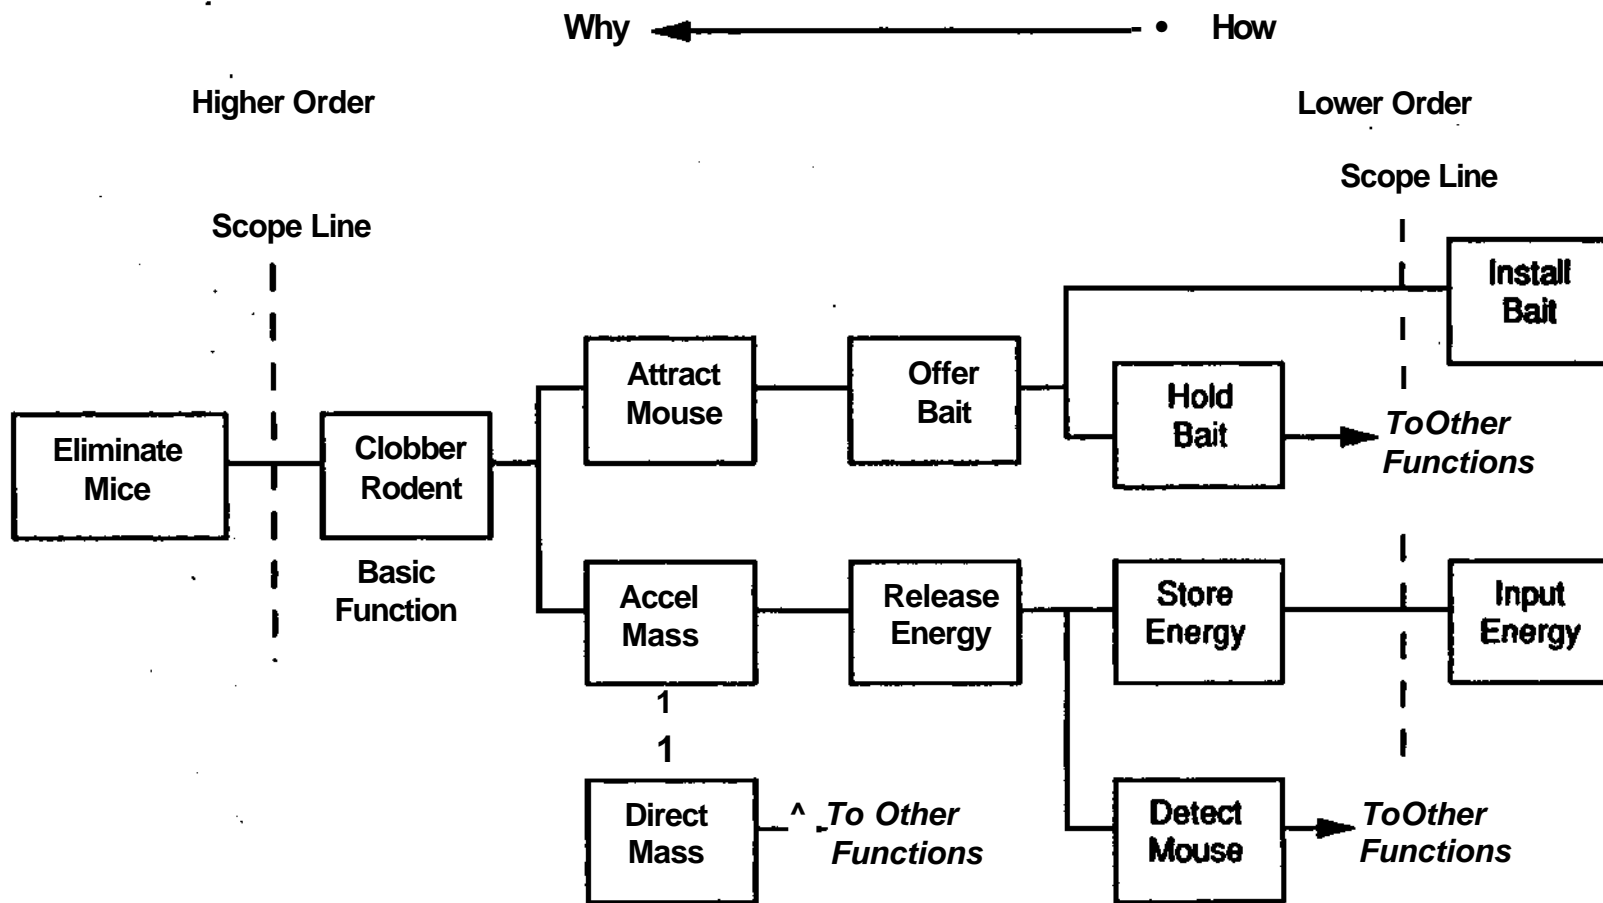 Why
How
Higher Order
Lower Order
Scope Line
Scope Line
Install
Bait
Attract
Mouse
Offer
Bait
Hold
Bait
ToOther
Functions
Eliminate
Mice
Clobber
Rodent
Basic
Function
Accel
Mass
Release
Energy
Store
Energy
Input
Energy
1
1
Direct
Mass
^ To Other
Functions
Detect
Mouse
ToOther
Functions